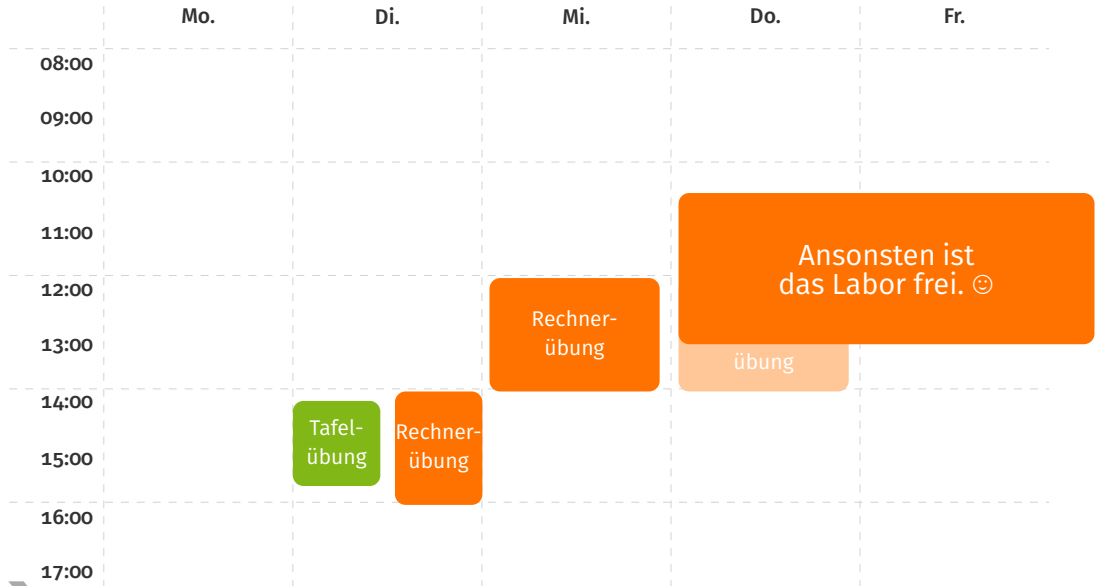 Mo. Di. Mi. Do. Fr.
08:00
09:00
10:00
11:00
Ansonsten ist
das Labor frei. ☺
12:00
Rechner-
übung
13:00
übung
14:00
Tafel-
übung
Rechner-
übung
15:00
16:00
17:00